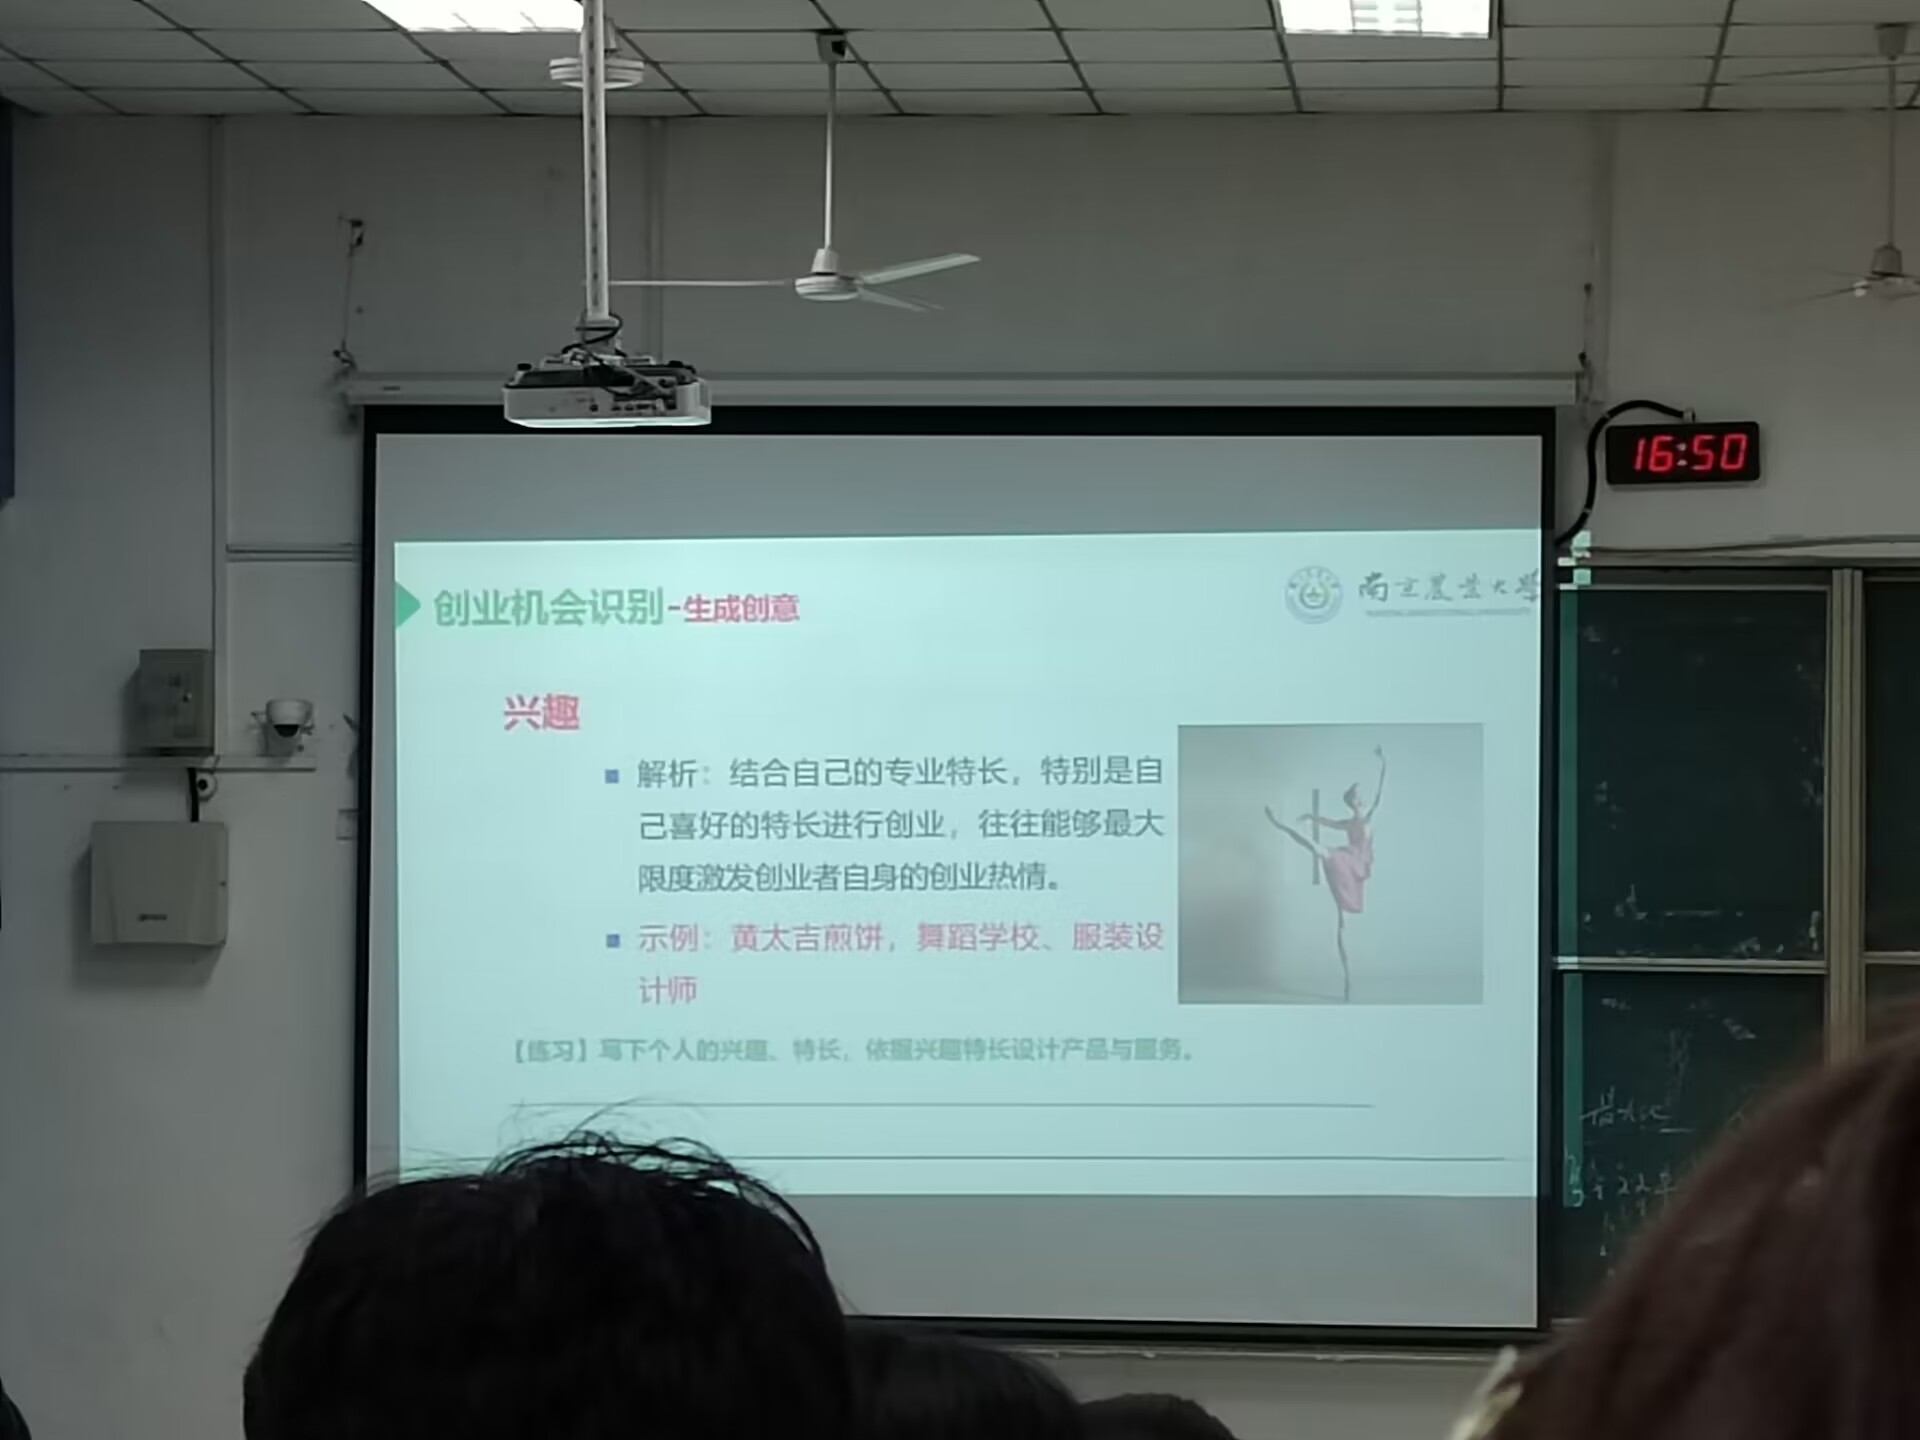 16:50
创业机会识别-生成创意
南京农业大学
兴趣
解析：结合自己的专业特长，特别是自
己喜好的特长进行创业，往往能够最大
限度激发创业者自身的创业热情。
示例：黄太吉煎饼，舞蹈学校、服装设
计师
【练习】写下个人的兴趣、特长，依据兴趣特长设计产品与服务。